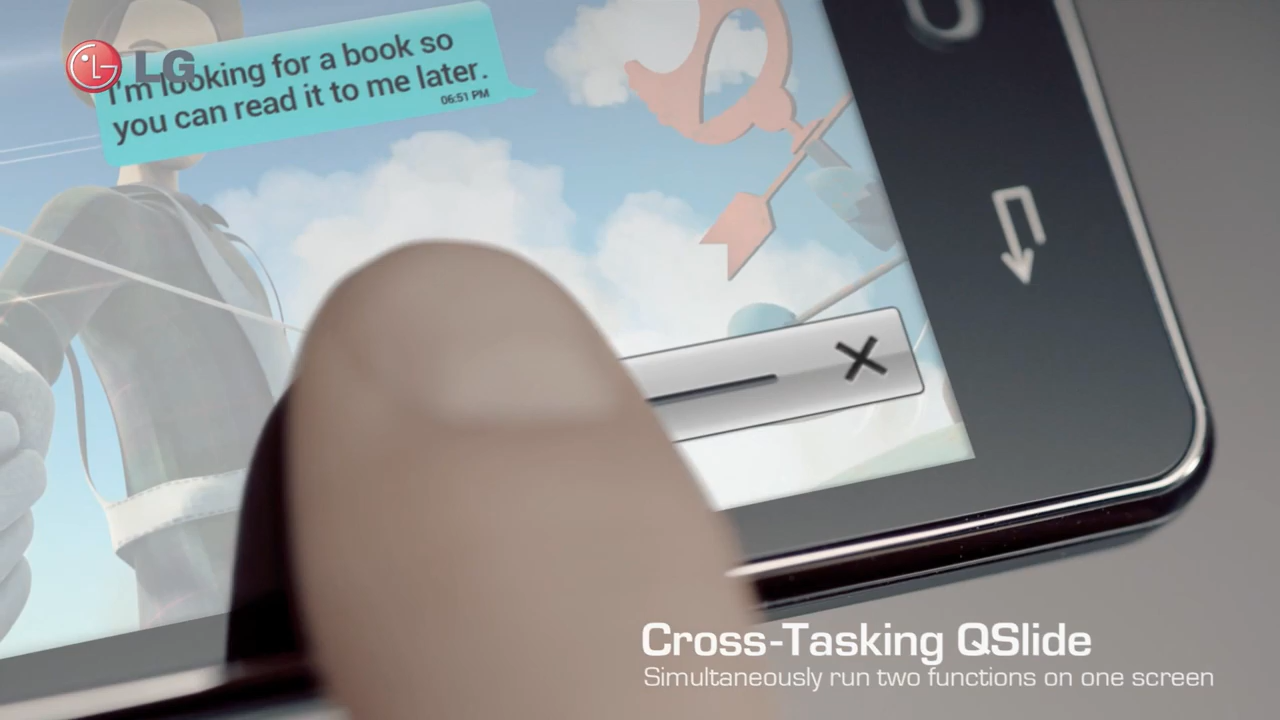 LG
I'm looking for a book so
you can read it to me later.
06:51 PM
Cross-Tasking QSlide
Simultaneously run two functions on one screen